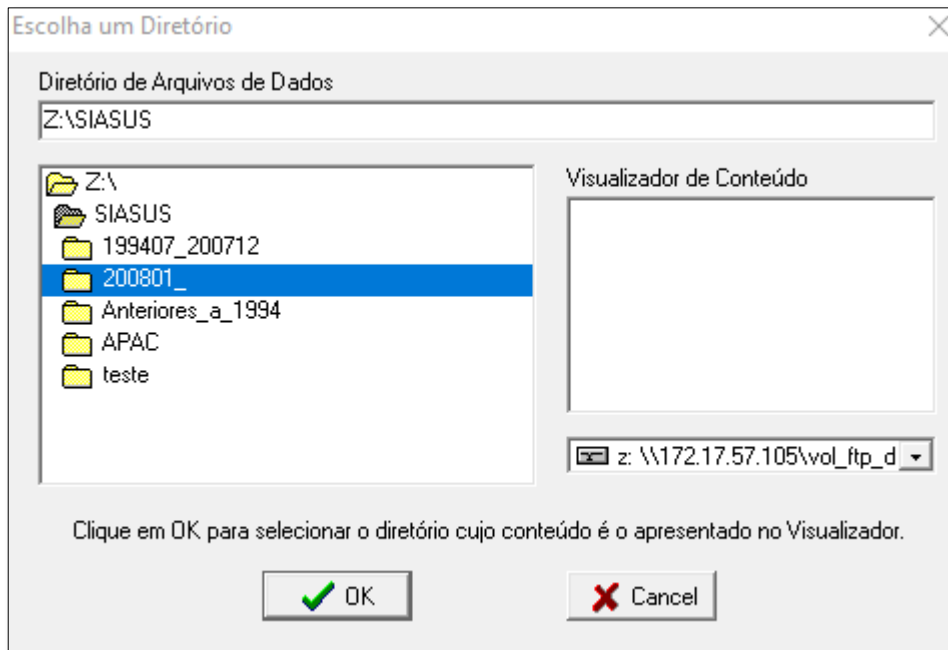 Escolha um Diretório
Diretório de Arquivos de Dados
Z:\SIASUS
Z:\
SIASUS
199407_200712
200801_
Anteriores_a_1994
APAC
teste
Visualizador de Conteúdo
z: \\172.17.57.105\vol_ftp_d
Clique em OK para selecionar o diretório cujo conteúdo é o apresentado no Visualizador.
OK
Cancel